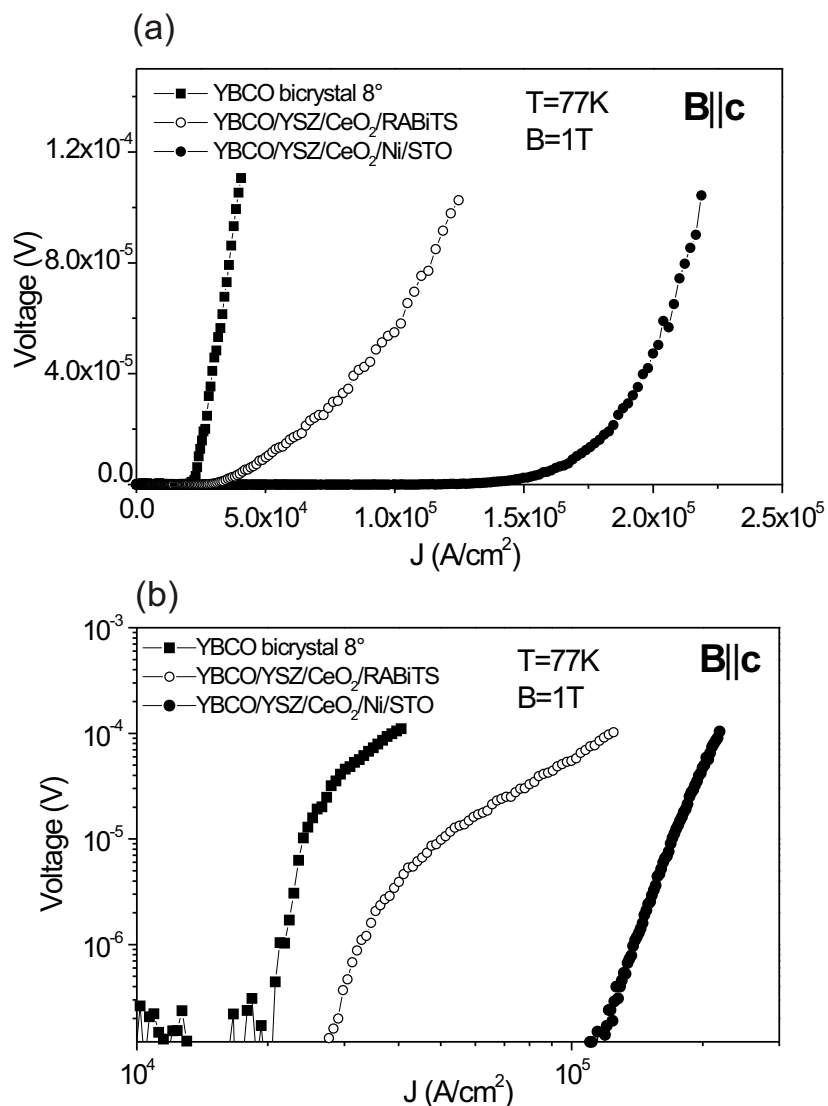 (a)
YBCO bicrystal 8°
YBCO/YSZ/CeO₂/RABiTS
YBCO/YSZ/CeO₂/Ni/STO
T=77K
B=1T
B||c
1.2x10⁻⁴
8.0x10⁻⁵
4.0x10⁻⁵
0.0
Voltage (V)
0.0 5.0x10⁴ 1.0x10⁵ 1.5x10⁵ 2.0x10⁵ 2.5x10⁵
J (A/cm²)
(b)
YBCO bicrystal 8°
YBCO/YSZ/CeO₂/RABiTS
YBCO/YSZ/CeO₂/Ni/STO
T=77K
B=1T
B||c
10⁻³
10⁻⁴
10⁻⁵
10⁻⁶
Voltage (V)
10⁴ 10⁵
J (A/cm²)